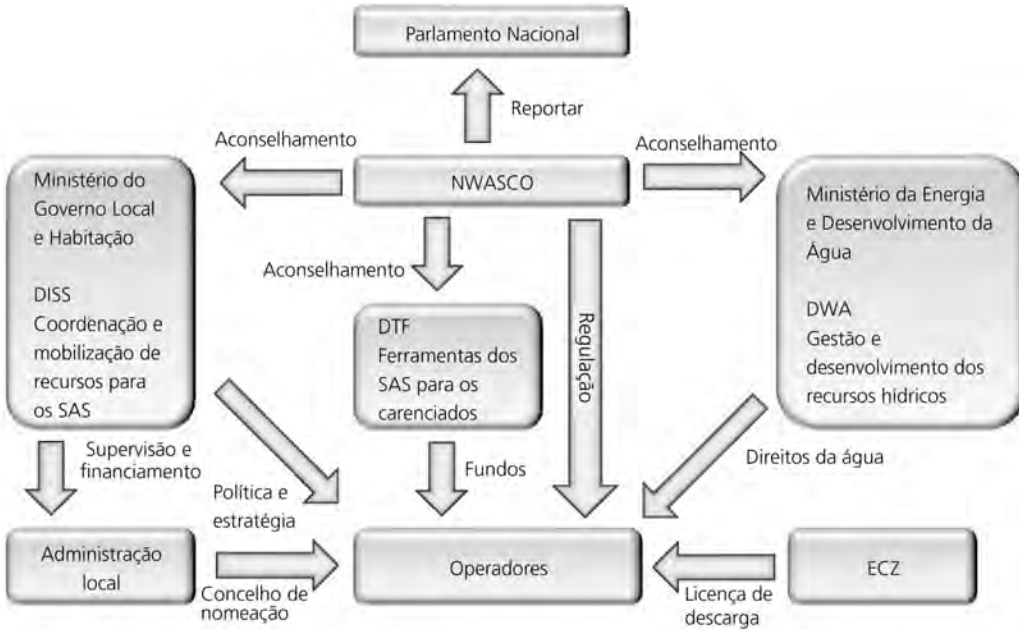 Parlamento Nacional
Reportar
Aconselhamento
Aconselhamento
NWASCO
Ministério do
Governo Local
e Habitação
DISS
Coordenação e
mobilização de
recursos para
os SAS
Ministério da Energia
e Desenvolvimento da
Água
DWA
Gestão e
desenvolvimento dos
recursos hídricos
Aconselhamento
DTF
Ferramentas dos
SAS para os
carenciados
Regulação
Supervisão e
financiamento
Política e
estratégia
Fundos
Direitos da água
Administração
local
Concelho de
nomeação
Operadores
Licença de
descarga
ECZ